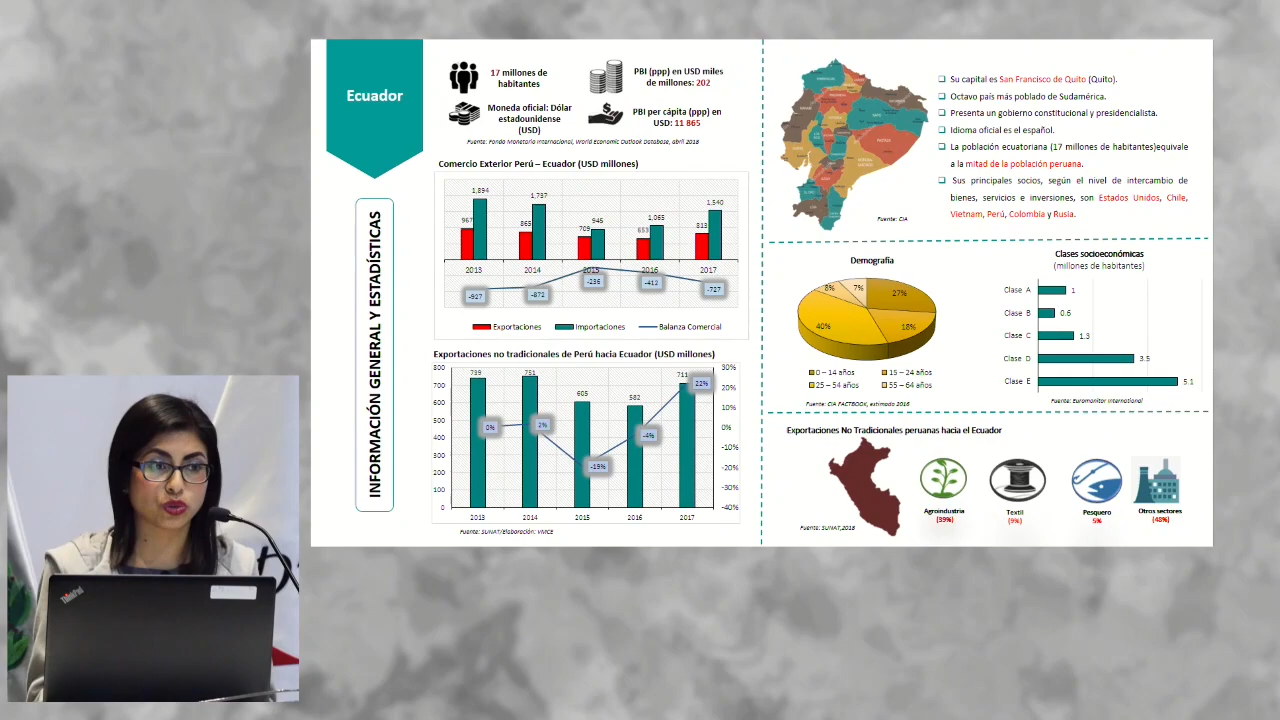 Ecuador
INFORMACIÓN GENERAL Y ESTADÍSTICAS
17 millones de
habitantes
PBI (ppp) en USD miles
de millones: 202
Moneda oficial: Dólar
estadounidense
(USD)
PBI per cápita (ppp) en
USD: 11 865
Fuente: Fondo Monetario Internacional, World Economic Outlook Database, abril 2018
Comercio Exterior Perú – Ecuador (USD millones)
1,894
1,737
1,540
967
865
709
945
653
1,065
813
2013
2014
2015
2016
2017
-927
-872
-236
-412
-727
Exportaciones
Importaciones
Balanza Comercial
Exportaciones no tradicionales de Perú hacia Ecuador (USD millones)
800
700
600
500
400
300
200
100
0
739
751
605
582
711
0%
2%
-19%
-4%
22%
30%
20%
10%
0%
-10%
-20%
-30%
-40%
2013
2014
2015
2016
2017
Fuente: SUNAT/Elaboración: VMCE
Fuente: CIA
Su capital es San Francisco de Quito (Quito).
Octavo país más poblado de Sudamérica.
Presenta un gobierno constitucional y presidencialista.
Idioma oficial es el español.
La población ecuatoriana (17 millones de habitantes)equivale
a la mitad de la población peruana.
Sus principales socios, según el nivel de intercambio de
bienes, servicios e inversiones, son Estados Unidos, Chile,
Vietnam, Perú, Colombia y Rusia.
Demografía
8%
7%
27%
18%
40%
0 – 14 años
15 – 24 años
25 – 54 años
55 – 64 años
Fuente: CIA FACTBOOK, estimado 2016
Clases socioeconómicas
(millones de habitantes)
Clase A
1
Clase B
0.6
Clase C
1.3
Clase D
3.5
Clase E
5.1
Fuente: Euromonitor International
Exportaciones No Tradicionales peruanas hacia el Ecuador
Agroindustria
(39%)
Textil
(9%)
Pesquero
5%
Otros sectores
(48%)
Fuente: SUNAT,2018
ThinkPad